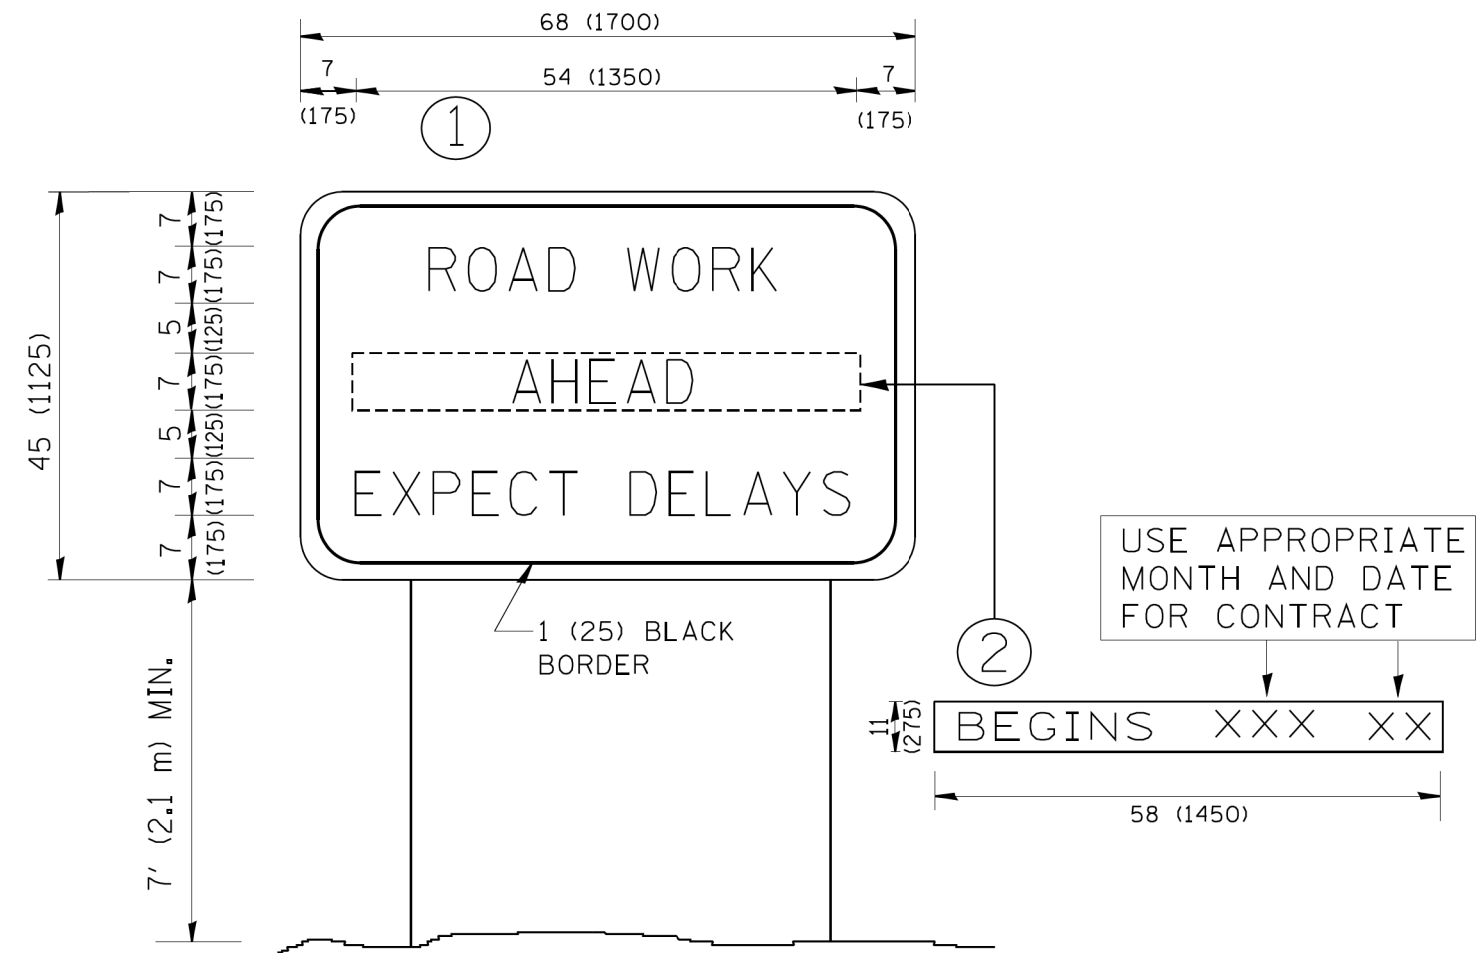 68 (1700)
7
54 (1350)
7
(175)
(175)
1
7
(175)
7
(175)
5
(125)
7
(175)
5
(125)
7
(175)
7
(175)
45 (1125)
ROAD WORK
AHEAD
EXPECT DELAYS
1 (25) BLACK
BORDER
7' (2.1 m) MIN.
USE APPROPRIATE
MONTH AND DATE
FOR CONTRACT
2
11
(275)
BEGINS XXX XX
58 (1450)